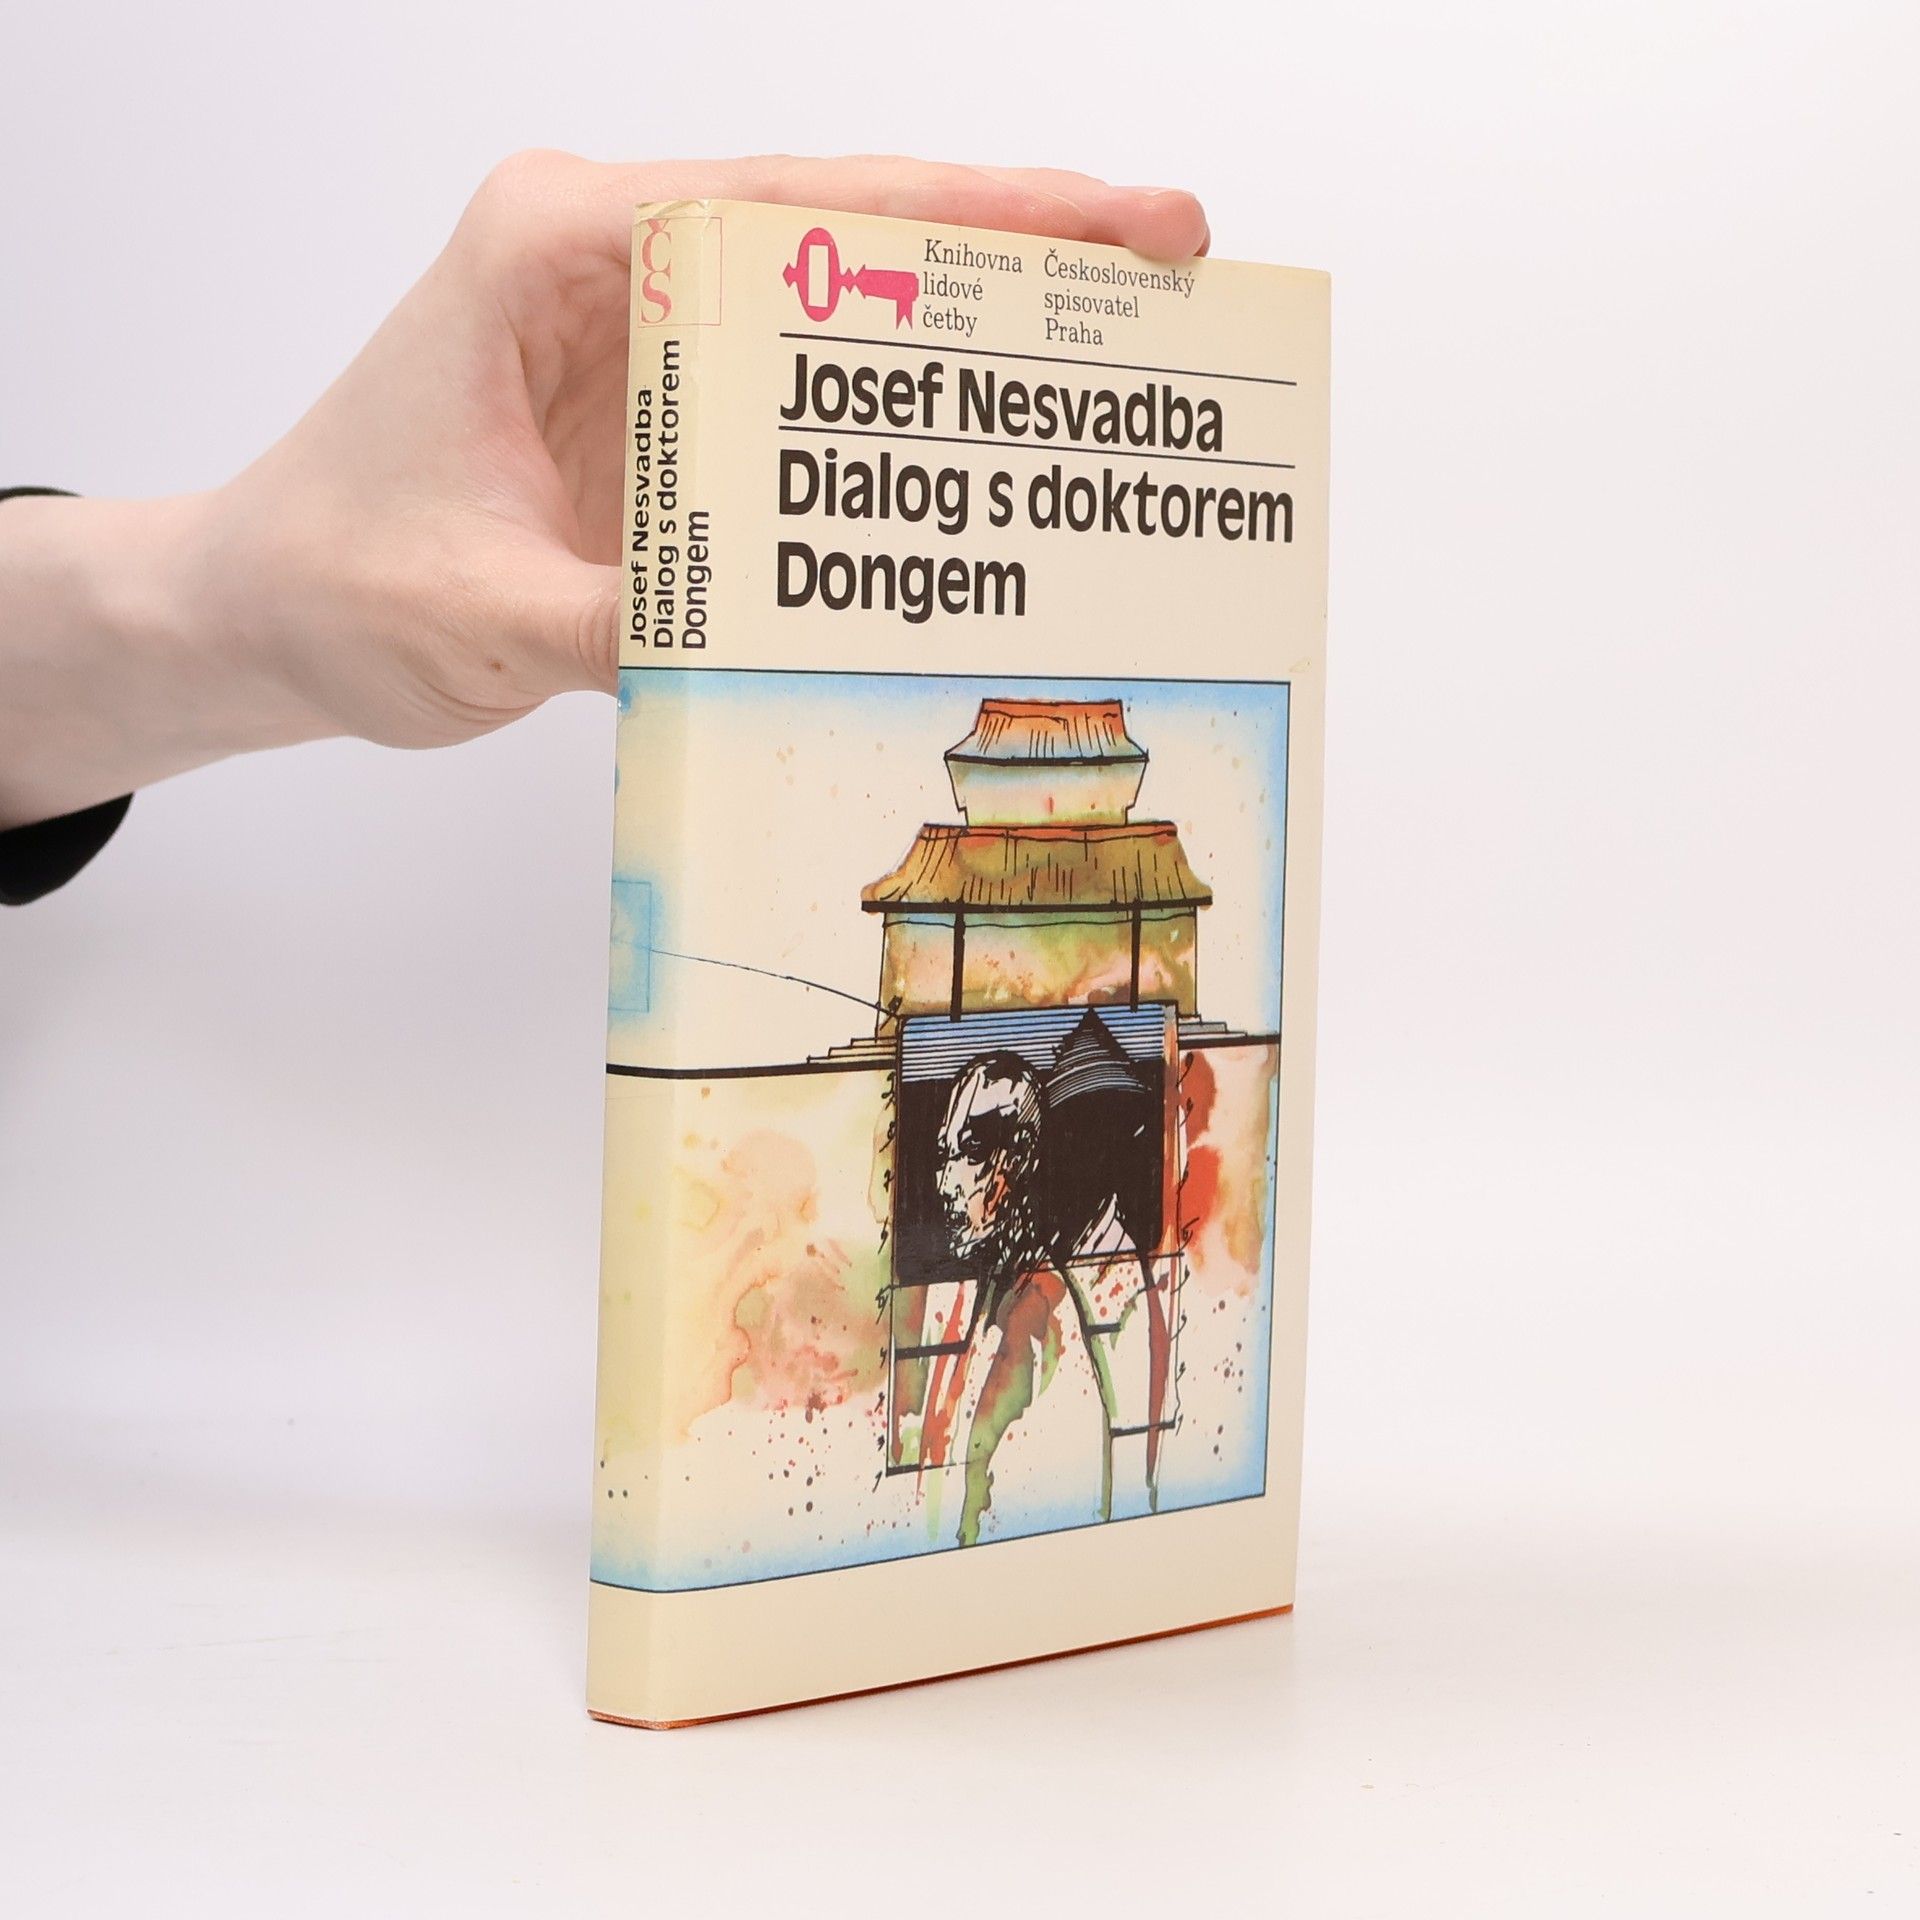 ČS
Josef Nesvadba
Dialog s doktorem
Dongem
Knihovna
lidové
četby
Československý
spisovatel
Praha
Josef Nesvadba
Dialog s doktorem
Dongem